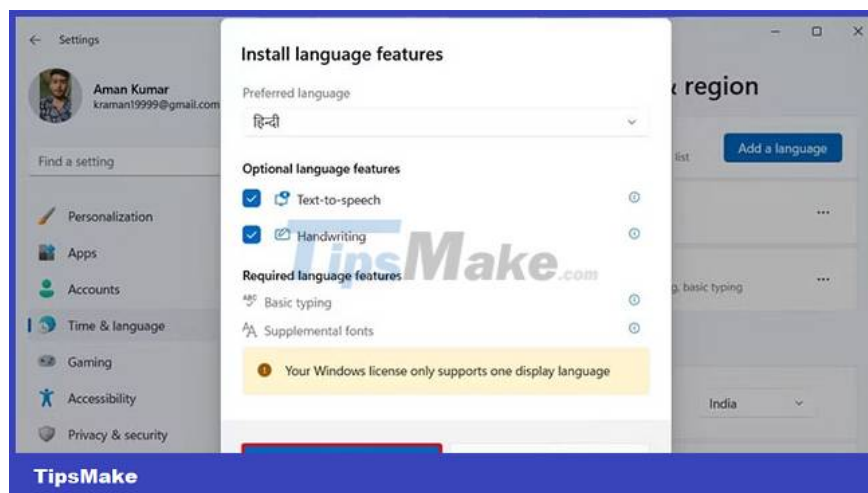 ← Settings
Aman Kumar
kraman19999@gmail.com
Find a setting
Personalization
Apps
Accounts
Time & language
Gaming
Accessibility
Privacy & security
Install language features
Preferred language
हिन्दी
Optional language features
Text-to-speech
Handwriting
Required language features
Basic typing
Supplemental fonts
Your Windows license only supports one display language
& region
list
Add a language
g, basic typing
India
TipsMake.com
TipsMake